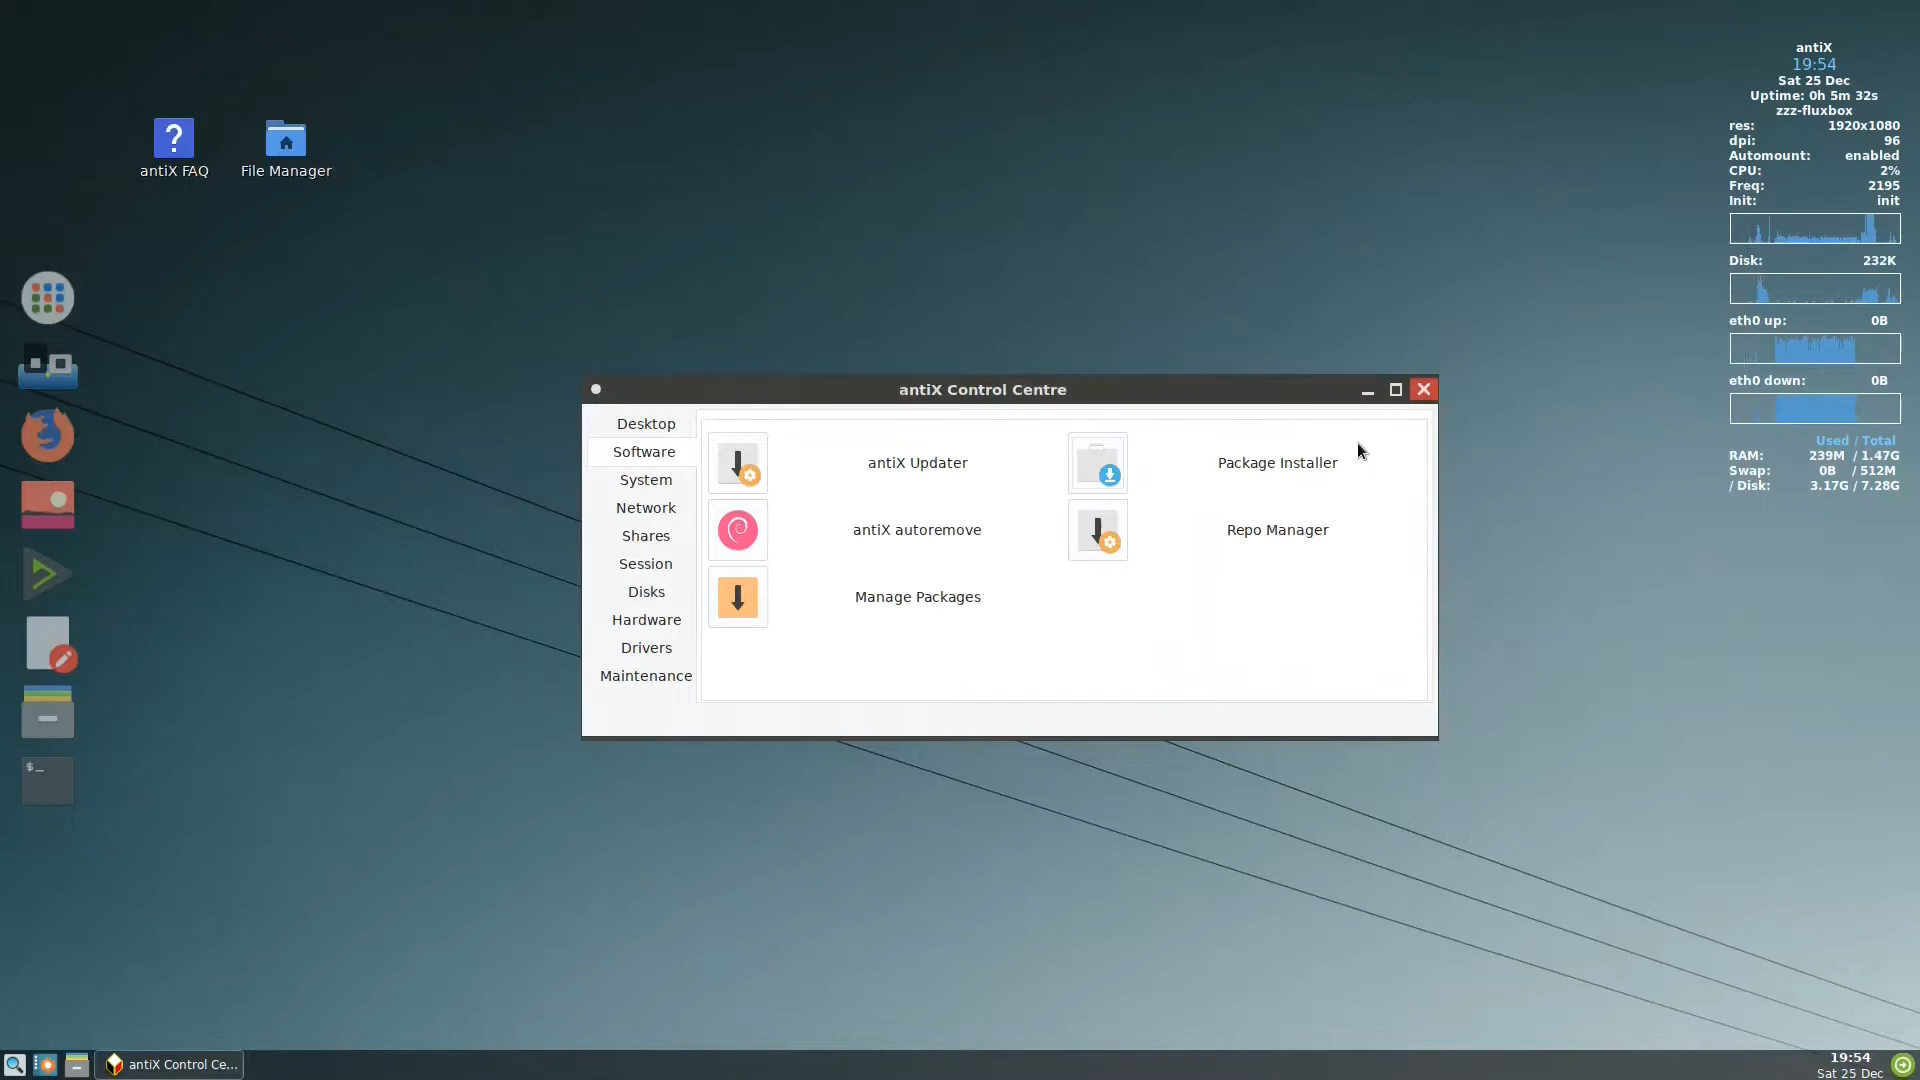 antiX
19:54
Sat 25 Dec
Uptime: 0h 5m 32s
zzz-fluxbox
res: 1920x1080
dpi: 96
Automount: enabled
CPU: 2%
Freq: 2195
Init: init
Disk: 232K
eth0 up: 0B
eth0 down: 0B
Used / Total
RAM: 239M / 1.47G
Swap: 0B / 512M
/ Disk: 3.17G / 7.28G
?
antiX FAQ
File Manager
$_
antiX Control Centre
Desktop
Software
System
Network
Shares
Session
Disks
Hardware
Drivers
Maintenance
antiX Updater
Package Installer
antiX autoremove
Repo Manager
Manage Packages
antiX Control Ce...
19:54
Sat 25 Dec